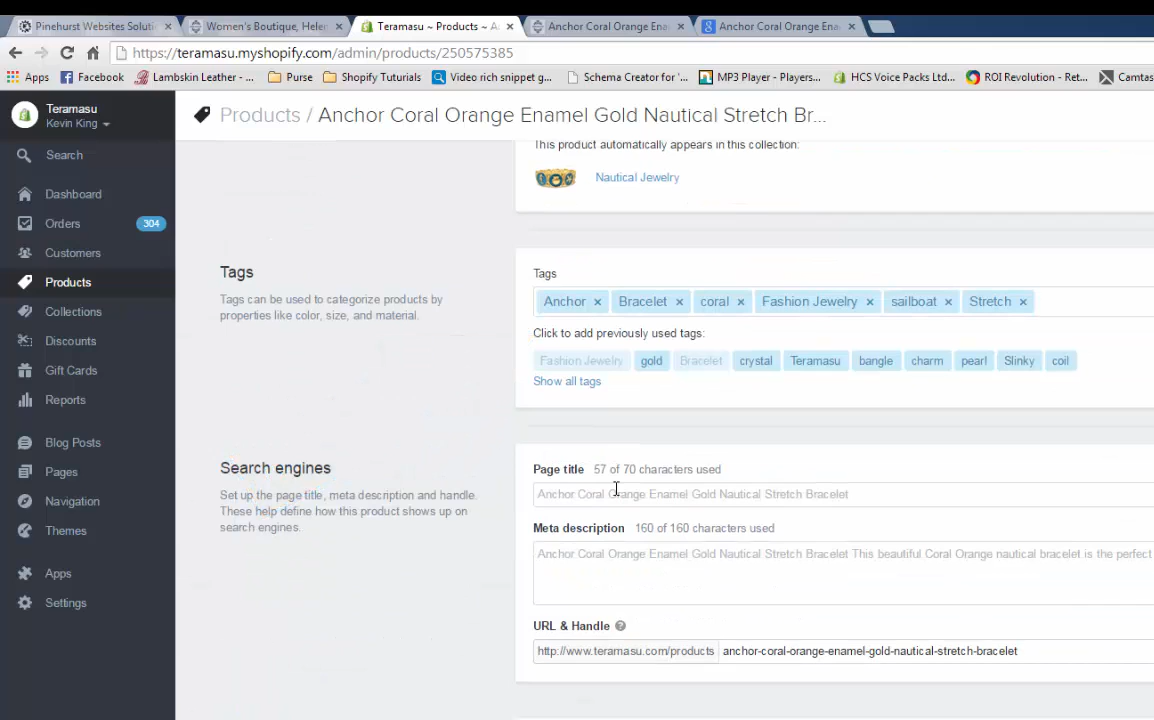 Pinehurst Websites Soluti
Women's Boutique, Helen
Teramasu ~ Products ~ A
Anchor Coral Orange Ena
Anchor Coral Orange Ena
https://teramasu.myshopify.com/admin/products/250575385
Apps
Facebook
Lambskin Leather - ...
Purse
Shopify Tuturials
Video rich snippet g...
Schema Creator for '...
MP3 Player - Players...
HCS Voice Packs Ltd...
ROI Revolution - Ret...
Camtas
Teramasu
Kevin King
Products / Anchor Coral Orange Enamel Gold Nautical Stretch Br...
Search
Dashboard
Orders 304
Customers
Products
Collections
Discounts
Gift Cards
Reports
Blog Posts
Pages
Navigation
Themes
Apps
Settings
This product automatically appears in this collection:
Nautical Jewelry
Tags
Tags can be used to categorize products by
properties like color, size, and material.
Tags
Anchor × Bracelet × coral × Fashion Jewelry × sailboat × Stretch ×
Click to add previously used tags:
Fashion Jewelry gold Bracelet crystal Teramasu bangle charm pearl Slinky coil
Show all tags
Search engines
Set up the page title, meta description and handle.
These help define how this product shows up on
search engines.
Page title 57 of 70 characters used
Anchor Coral Orange Enamel Gold Nautical Stretch Bracelet
Meta description 160 of 160 characters used
Anchor Coral Orange Enamel Gold Nautical Stretch Bracelet This beautiful Coral Orange nautical bracelet is the perfect
URL & Handle ?
http://www.teramasu.com/products anchor-coral-orange-enamel-gold-nautical-stretch-bracelet